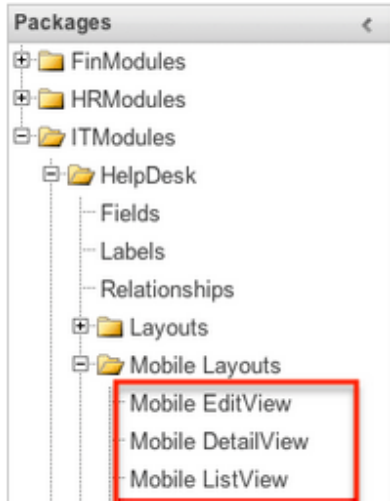 Packages
FinModules
HRModules
ITModules
HelpDesk
Fields
Labels
Relationships
Layouts
Mobile Layouts
Mobile EditView
Mobile DetailView
Mobile ListView